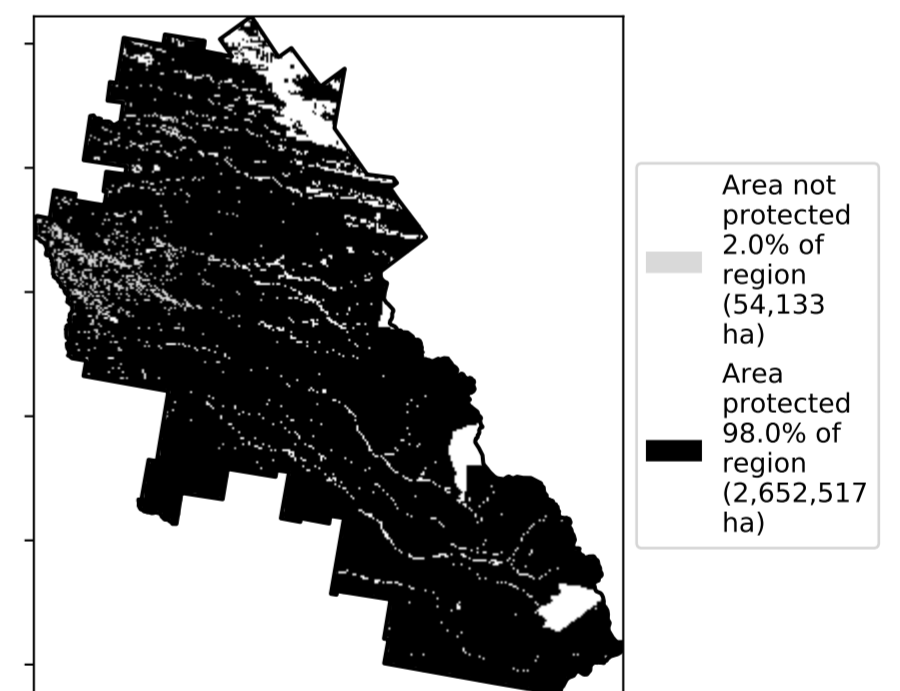 Area not
protected
2.0% of
region
(54,133
ha)
Area
protected
98.0% of
region
(2,652,517
ha)